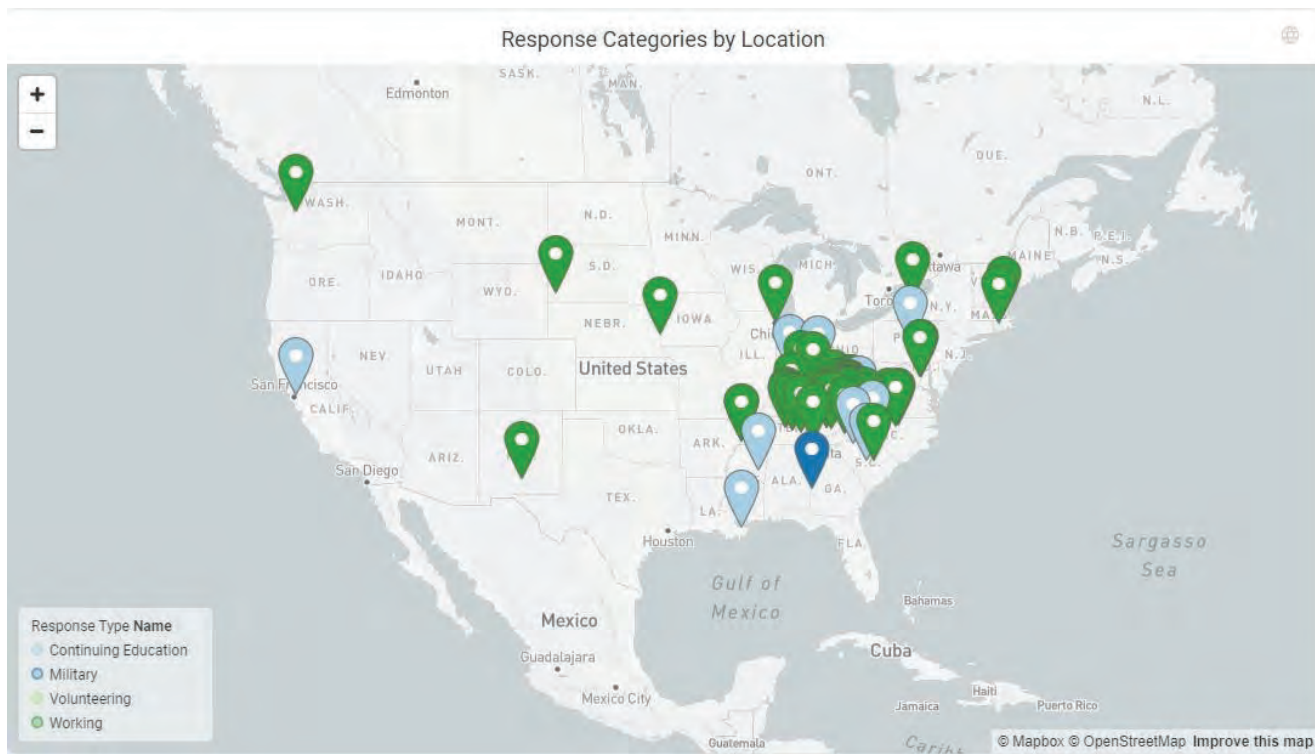 Response Categories by Location
+
−
SASK.
MAN.
Edmonton
N.L.
QUE.
ONT.
WASH.
MONT.
N.D.
MINN.
N.B.
P.E.I.
MAINE
N.S.
ORE.
IDAHO
S.D.
WIS.
MICH.
WYO.
Toro
N.Y.
MASS.
NEBR.
IOWA
Chi
ILL.
N.J.
NEV.
UTAH
COLO.
United States
San Fr cisco
CALIF.
OKLA.
ARK.
ARIZ.
San Diego
ALA.
GA.
S.C.
TEX.
LA.
Houston
FLA.
Sargasso
Sea
Gulf of
Mexico
Bahamas
Mexico
Cuba
Guadalajara
Mexico City
Haiti
Jamaica
Puerto Rico
Guatemala
Response Type Name
Continuing Education
Military
Volunteering
Working
© Mapbox © OpenStreetMap Improve this map